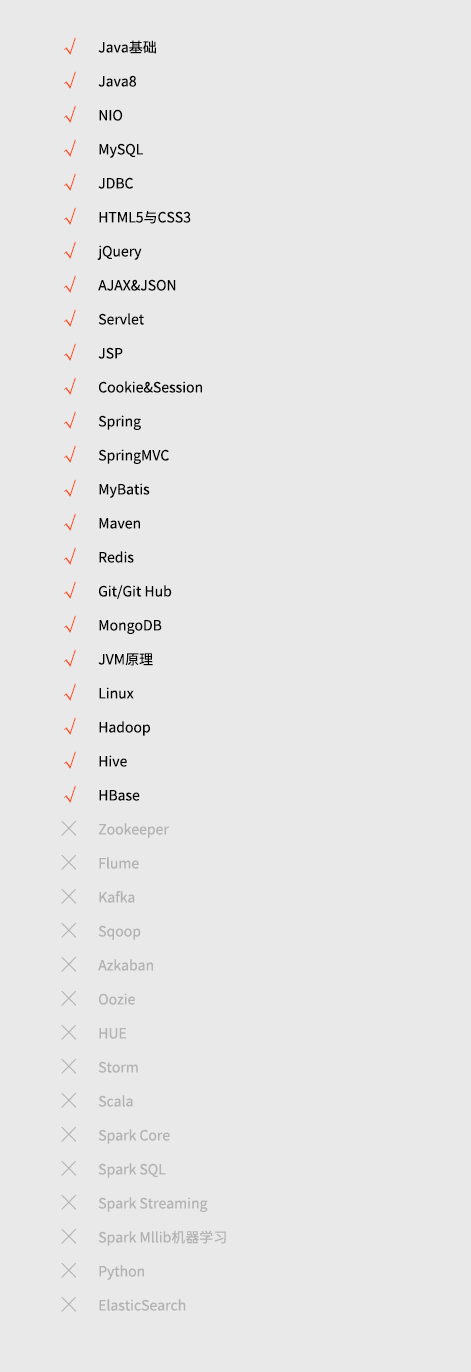 Java基础
Java8
NIO
MySQL
JDBC
HTML5与CSS3
jQuery
AJAX&JSON
Servlet
JSP
Cookie&Session
Spring
SpringMVC
MyBatis
Maven
Redis
Git/Git Hub
MongoDB
JVM原理
Linux
Hadoop
Hive
HBase
Zookeeper
Flume
Kafka
Sqoop
Azkaban
Oozie
HUE
Storm
Scala
Spark Core
Spark SQL
Spark Streaming
Spark Mllib机器学习
Python
ElasticSearch